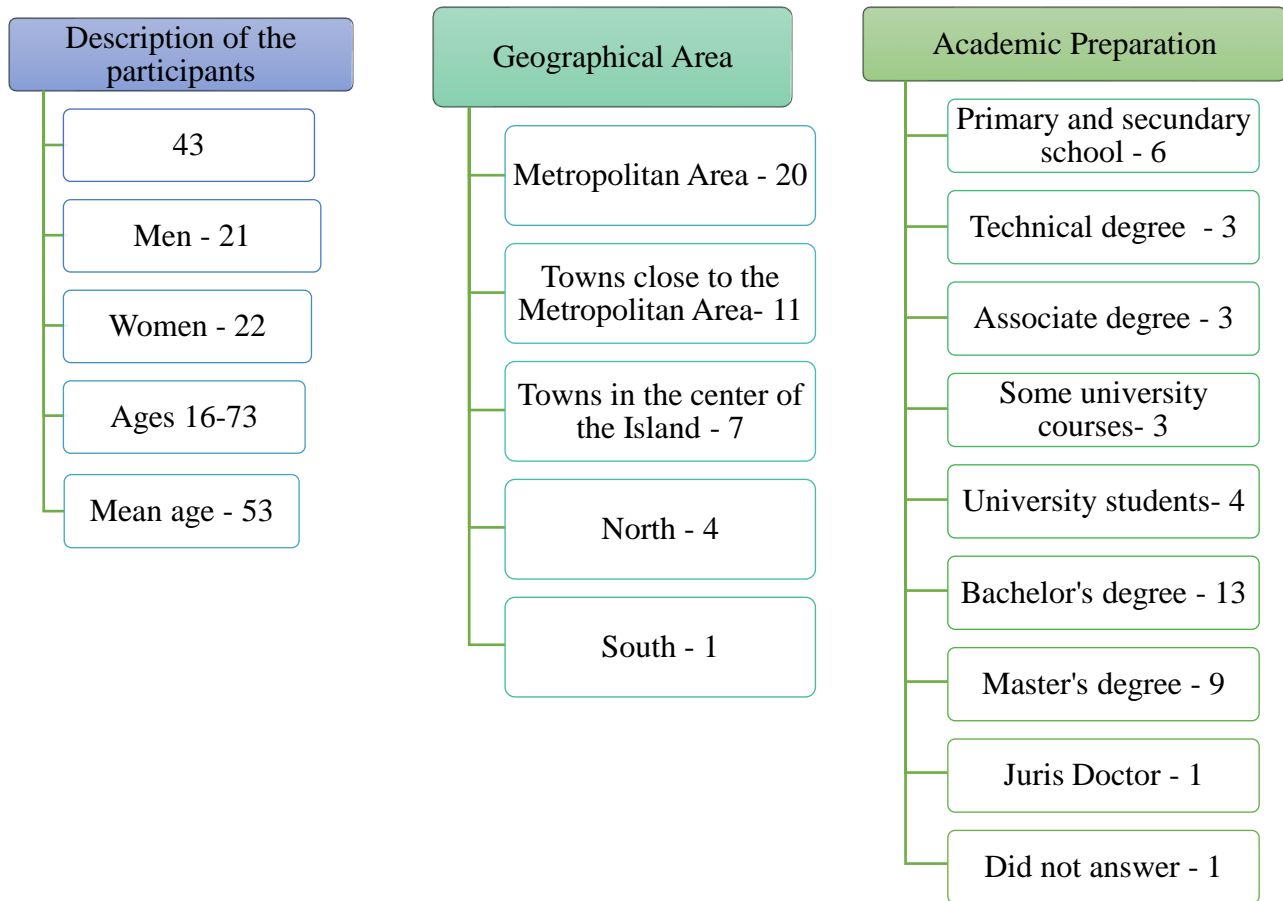 Description of the
participants
43
Men - 21
Women - 22
Ages 16-73
Mean age - 53
Geographical Area
Metropolitan Area - 20
Towns close to the
Metropolitan Area- 11
Towns in the center of
the Island - 7
North - 4
South - 1
Academic Preparation
Primary and secundary
school - 6
Technical degree - 3
Associate degree - 3
Some university
courses- 3
University students- 4
Bachelor's degree - 13
Master's degree - 9
Juris Doctor - 1
Did not answer - 1